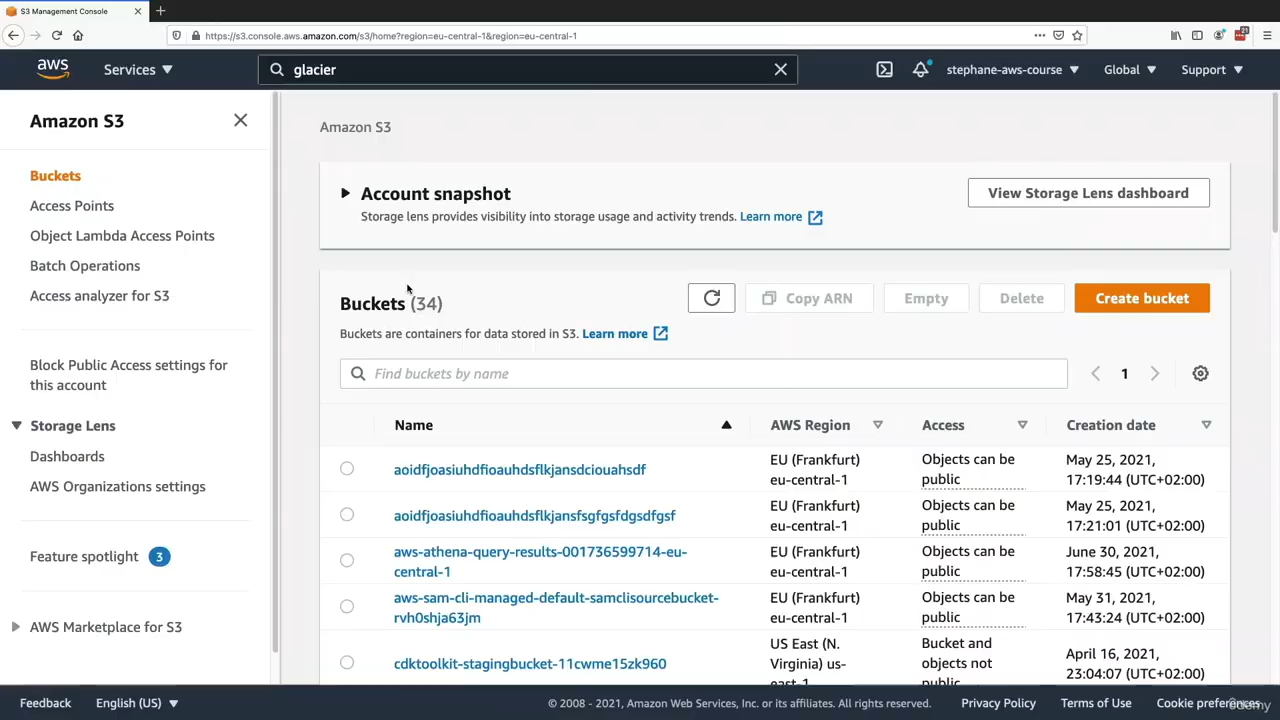 S3 Management Console
https://s3.console.aws.amazon.com/s3/home?region=eu-central-1&region=eu-central-1
aws
Services
glacier
stephane-aws-course
Global
Support
Amazon S3
Buckets
Access Points
Object Lambda Access Points
Batch Operations
Access analyzer for S3
Block Public Access settings for
this account
Storage Lens
Dashboards
AWS Organizations settings
Feature spotlight 3
AWS Marketplace for S3
Amazon S3
Account snapshot
Storage lens provides visibility into storage usage and activity trends. Learn more
View Storage Lens dashboard
Buckets (34)
Buckets are containers for data stored in S3. Learn more
Copy ARN
Empty
Delete
Create bucket
Find buckets by name
1
Name
AWS Region
Access
Creation date
aoidfjoasiuhdfioauhdsflkjansdciouahsdf
EU (Frankfurt)
eu-central-1
Objects can be
public
May 25, 2021,
17:19:44 (UTC+02:00)
aoidfjoasiuhdfioauhdsflkjansfsgfgsfdgsdfgsf
EU (Frankfurt)
eu-central-1
Objects can be
public
May 25, 2021,
17:21:01 (UTC+02:00)
aws-athena-query-results-001736599714-eu-
central-1
EU (Frankfurt)
eu-central-1
Objects can be
public
June 30, 2021,
17:58:45 (UTC+02:00)
aws-sam-cli-managed-default-samclisourcebucket-
rvh0shja63jm
EU (Frankfurt)
eu-central-1
Objects can be
public
May 31, 2021,
17:43:24 (UTC+02:00)
cdktoolkit-stagingbucket-11cwme15zk960
US East (N.
Virginia) us-
east-1
Bucket and
objects not
public
April 16, 2021,
23:04:07 (UTC+02:00)
Feedback
English (US)
© 2008 - 2021, Amazon Web Services, Inc. or its affiliates. All rights reserved.
Privacy Policy
Terms of Use
Cookie preferences